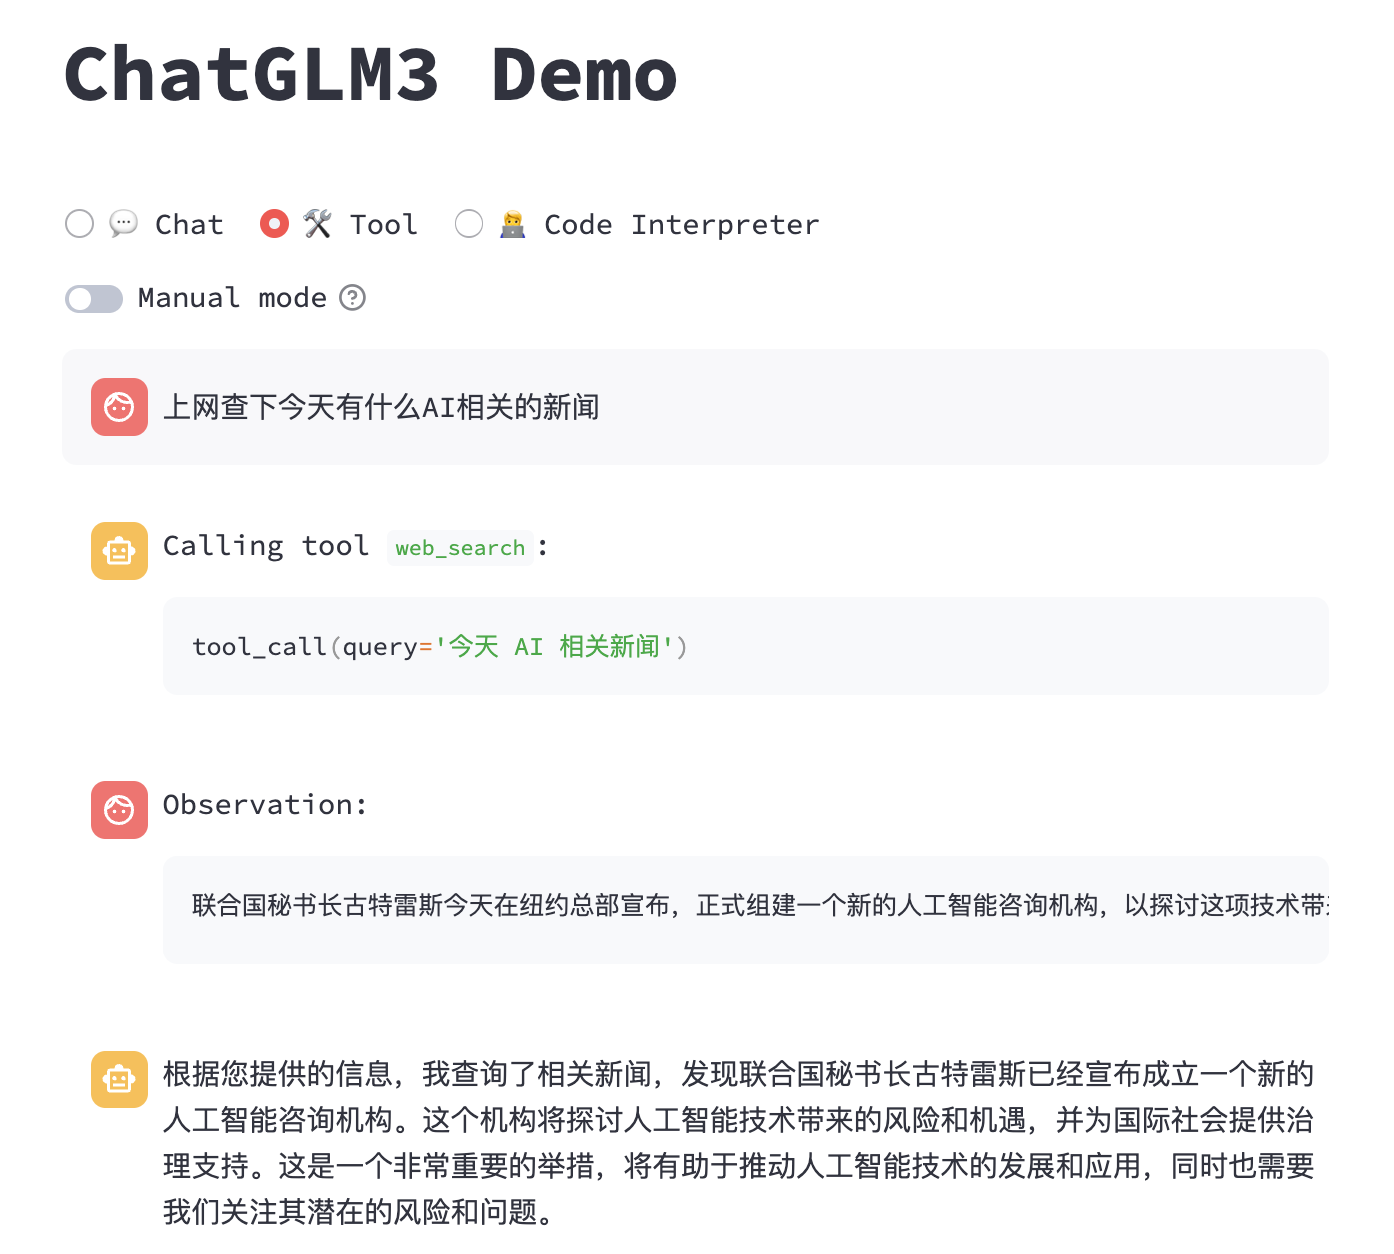 ChatGLM3 Demo
Chat Tool Code Interpreter
Manual mode
上网查下今天有什么AI相关的新闻
Calling tool web_search:
tool_call(query='今天 AI 相关新闻')
Observation:
联合国秘书长古特雷斯今天在纽约总部宣布，正式组建一个新的人工智能咨询机构，以探讨这项技术带
根据您提供的信息，我查询了相关新闻，发现联合国秘书长古特雷斯已经宣布成立一个新的
人工智能咨询机构。这个机构将探讨人工智能技术带来的风险和机遇，并为国际社会提供治
理支持。这是一个非常重要的举措，将有助于推动人工智能技术的发展和应用，同时也需要
我们关注其潜在的风险和问题。